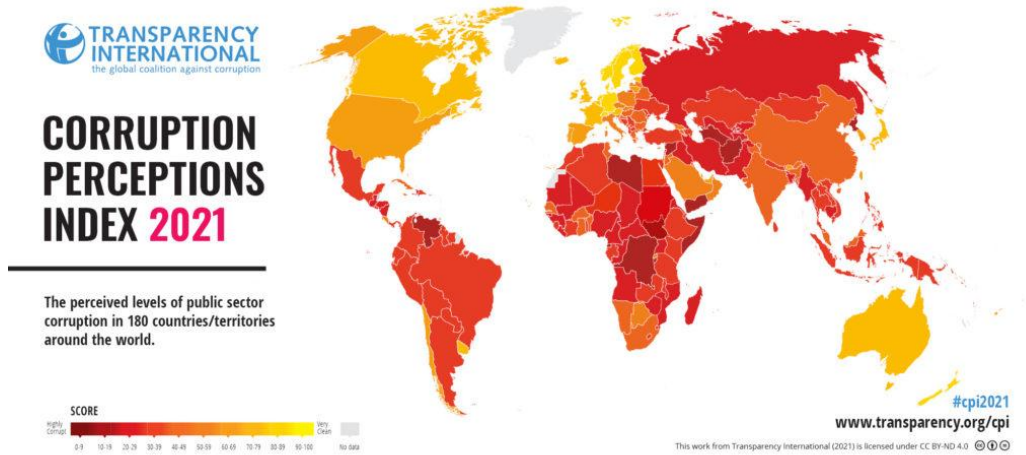 TRANSPARENCY
INTERNATIONAL
the global coalition against corruption
CORRUPTION
PERCEPTIONS
INDEX 2021
The perceived levels of public sector
corruption in 180 countries/territories
around the world.
SCORE
Highly
Corrupt
0-9 10-19 20-29 30-39 40-49 50-59 60-69 70-79 80-89 90-100
Very
Clean
No data
#cpi2021
www.transparency.org/cpi
This work from Transparency International (2021) is licensed under CC BY-ND 4.0